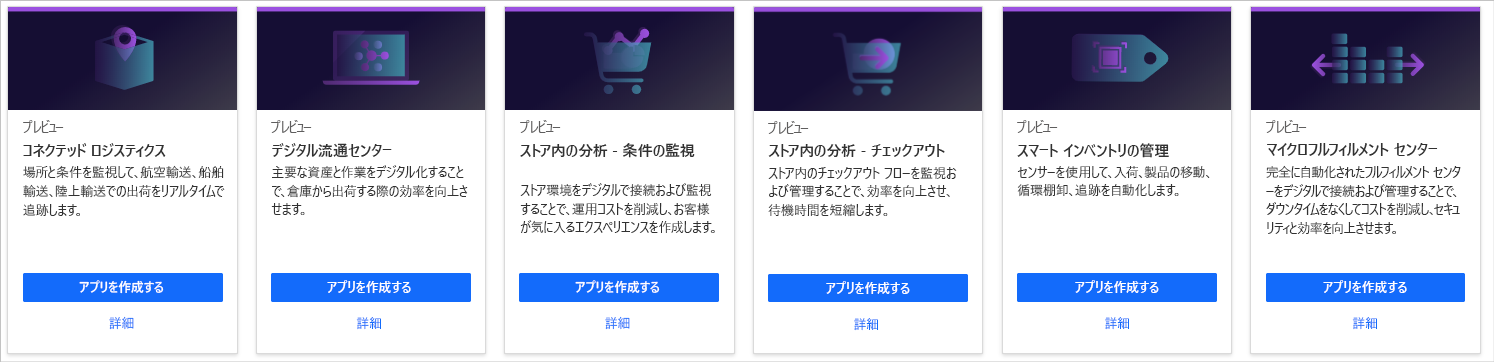 プレビュー
コネクテッド ロジスティクス
場所と条件を監視して、航空輸送、船舶
輸送、陸上輸送での出荷をリアルタイムで
追跡します。
アプリを作成する
詳細
プレビュー
デジタル流通センター
主要な資産と作業をデジタル化すること
で、倉庫から出荷する際の効率を向上さ
せます。
アプリを作成する
詳細
プレビュー
ストア内の分析 - 条件の監視
ストア環境をデジタルで接続および監視
することで、運用コストを削減し、お客様
が気に入るエクスペリエンスを作成します。
アプリを作成する
詳細
プレビュー
ストア内の分析 - チェックアウト
ストア内のチェックアウト フローを監視お
よび管理することで、効率を向上させ、
待機時間を短縮します。
アプリを作成する
詳細
プレビュー
スマート インベントリの管理
センサーを使用して、入荷、製品の移動、
循環棚卸、追跡を自動化します。
アプリを作成する
詳細
プレビュー
マイクロフルフィルメント センター
完全に自動化されたフルフィルメント センタ
ーをデジタルで接続および管理することで、
ダウンタイムをなくしてコストを削減し、セキュ
リティと効率を向上させます。
アプリを作成する
詳細